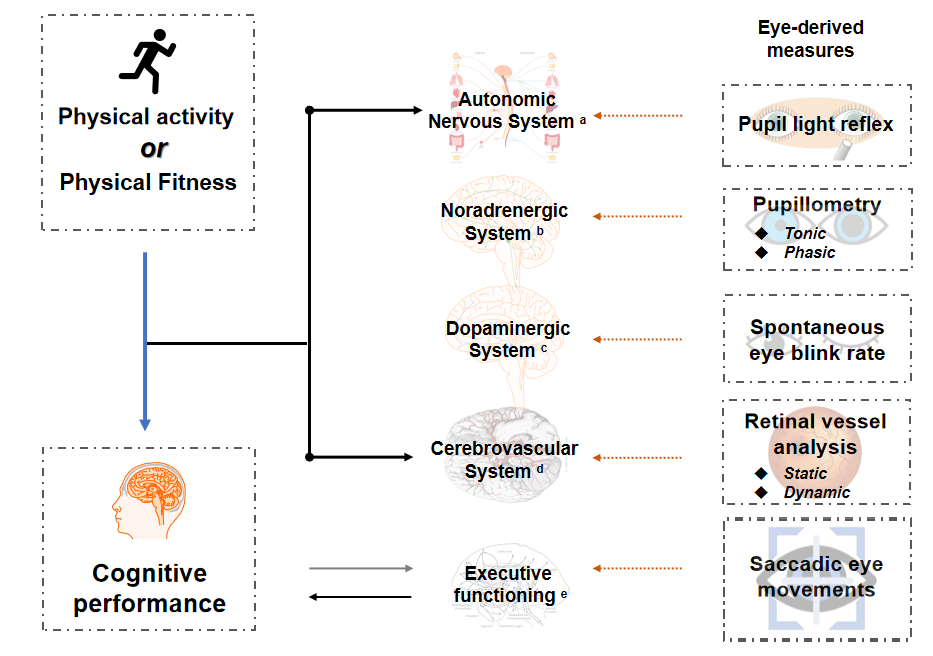 Physical activity
or
Physical Fitness
Cognitive
performance
Autonomic
Nervous System a
Noradrenergic
System b
Dopaminergic
System c
Cerebrovascular
System d
Executive
functioning e
Eye-derived
measures
Pupil light reflex
Pupillometry
◆ Tonic
◆ Phasic
Spontaneous
eye blink rate
Retinal vessel
analysis
◆ Static
◆ Dynamic
Saccadic eye
movements